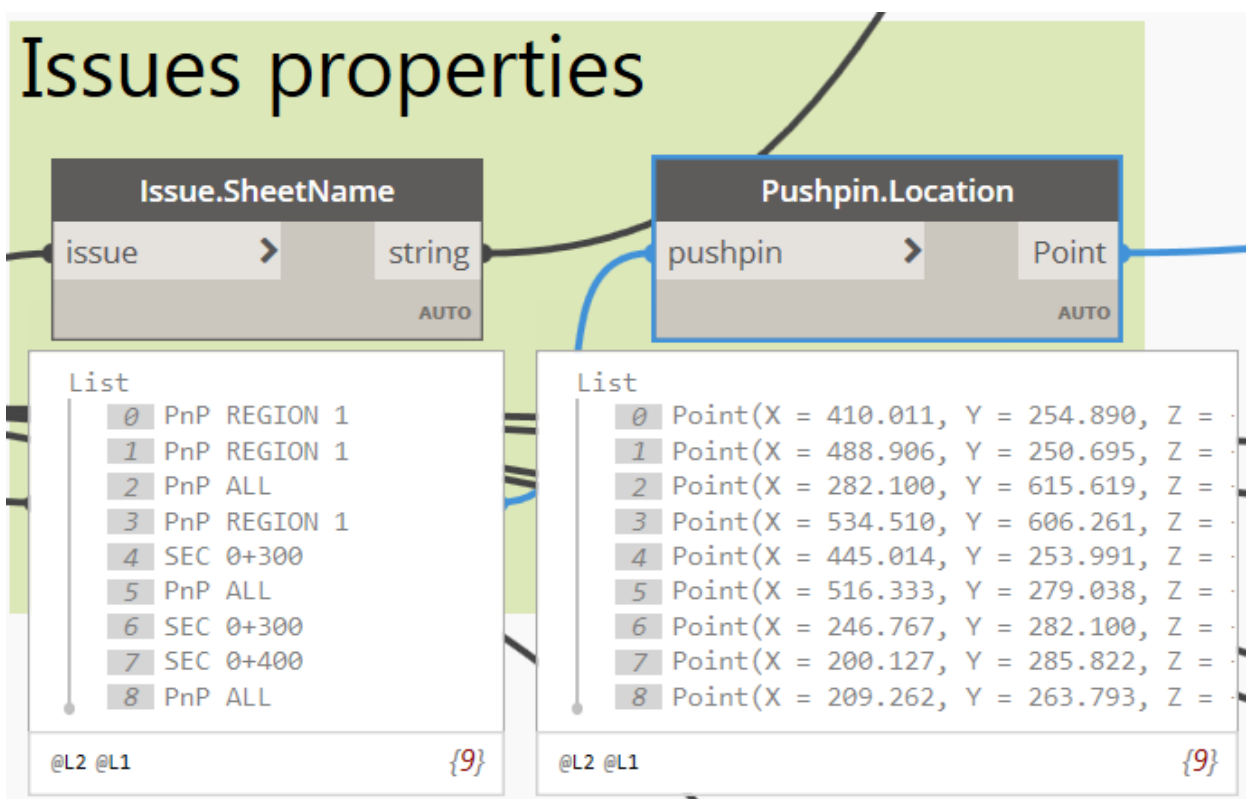 Issues properties
Issue.SheetName
issue > string
AUTO
List
0 PnP REGION 1
1 PnP REGION 1
2 PnP ALL
3 PnP REGION 1
4 SEC 0+300
5 PnP ALL
6 SEC 0+300
7 SEC 0+400
8 PnP ALL
@L2 @L1 {9}
Pushpin.Location
pushpin > Point
AUTO
List
0 Point(X = 410.011, Y = 254.890, Z =
1 Point(X = 488.906, Y = 250.695, Z =
2 Point(X = 282.100, Y = 615.619, Z =
3 Point(X = 534.510, Y = 606.261, Z =
4 Point(X = 445.014, Y = 253.991, Z =
5 Point(X = 516.333, Y = 279.038, Z =
6 Point(X = 246.767, Y = 282.100, Z =
7 Point(X = 200.127, Y = 285.822, Z =
8 Point(X = 209.262, Y = 263.793, Z =
@L2 @L1 {9}